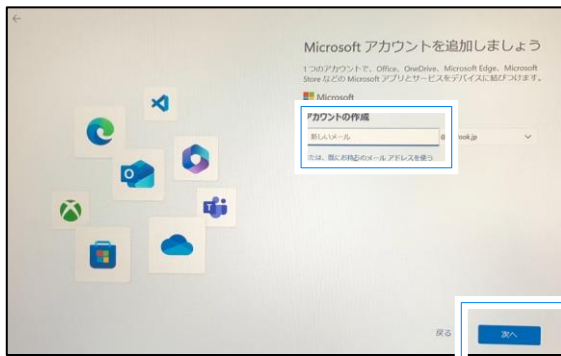 Microsoft アカウントを追加しましょう
1つのアカウントで、Office、OneDrive、Microsoft Edge、Microsoft
Store などの Microsoft アプリとサービスをデバイスに結びつけます。
Microsoft
アカウントの作成
新しいメール
ook.jp
または、既にお持ちのメール アドレスを使う
戻る
次へ